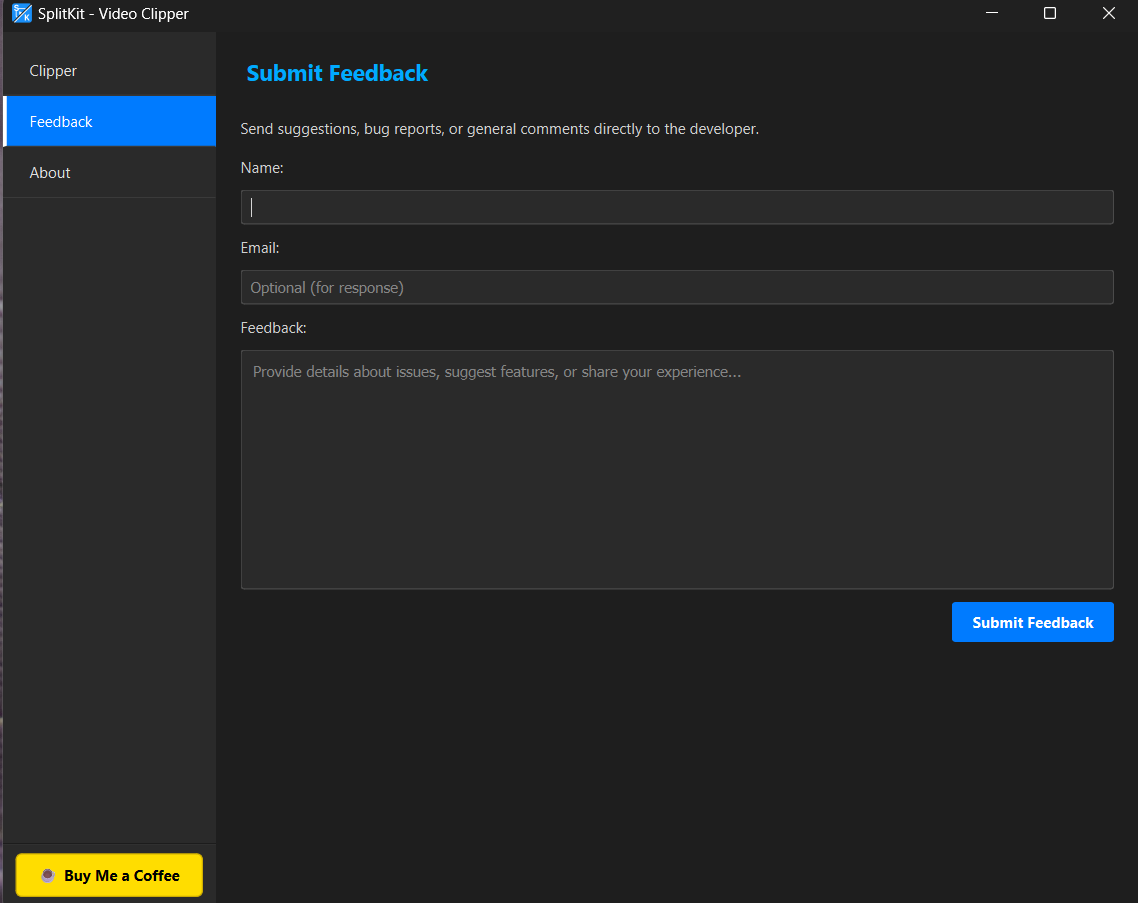 SplitKit - Video Clipper
Clipper
Feedback
About
Buy Me a Coffee
Submit Feedback
Send suggestions, bug reports, or general comments directly to the developer.
Name:
Email:
Optional (for response)
Feedback:
Provide details about issues, suggest features, or share your experience...
Submit Feedback